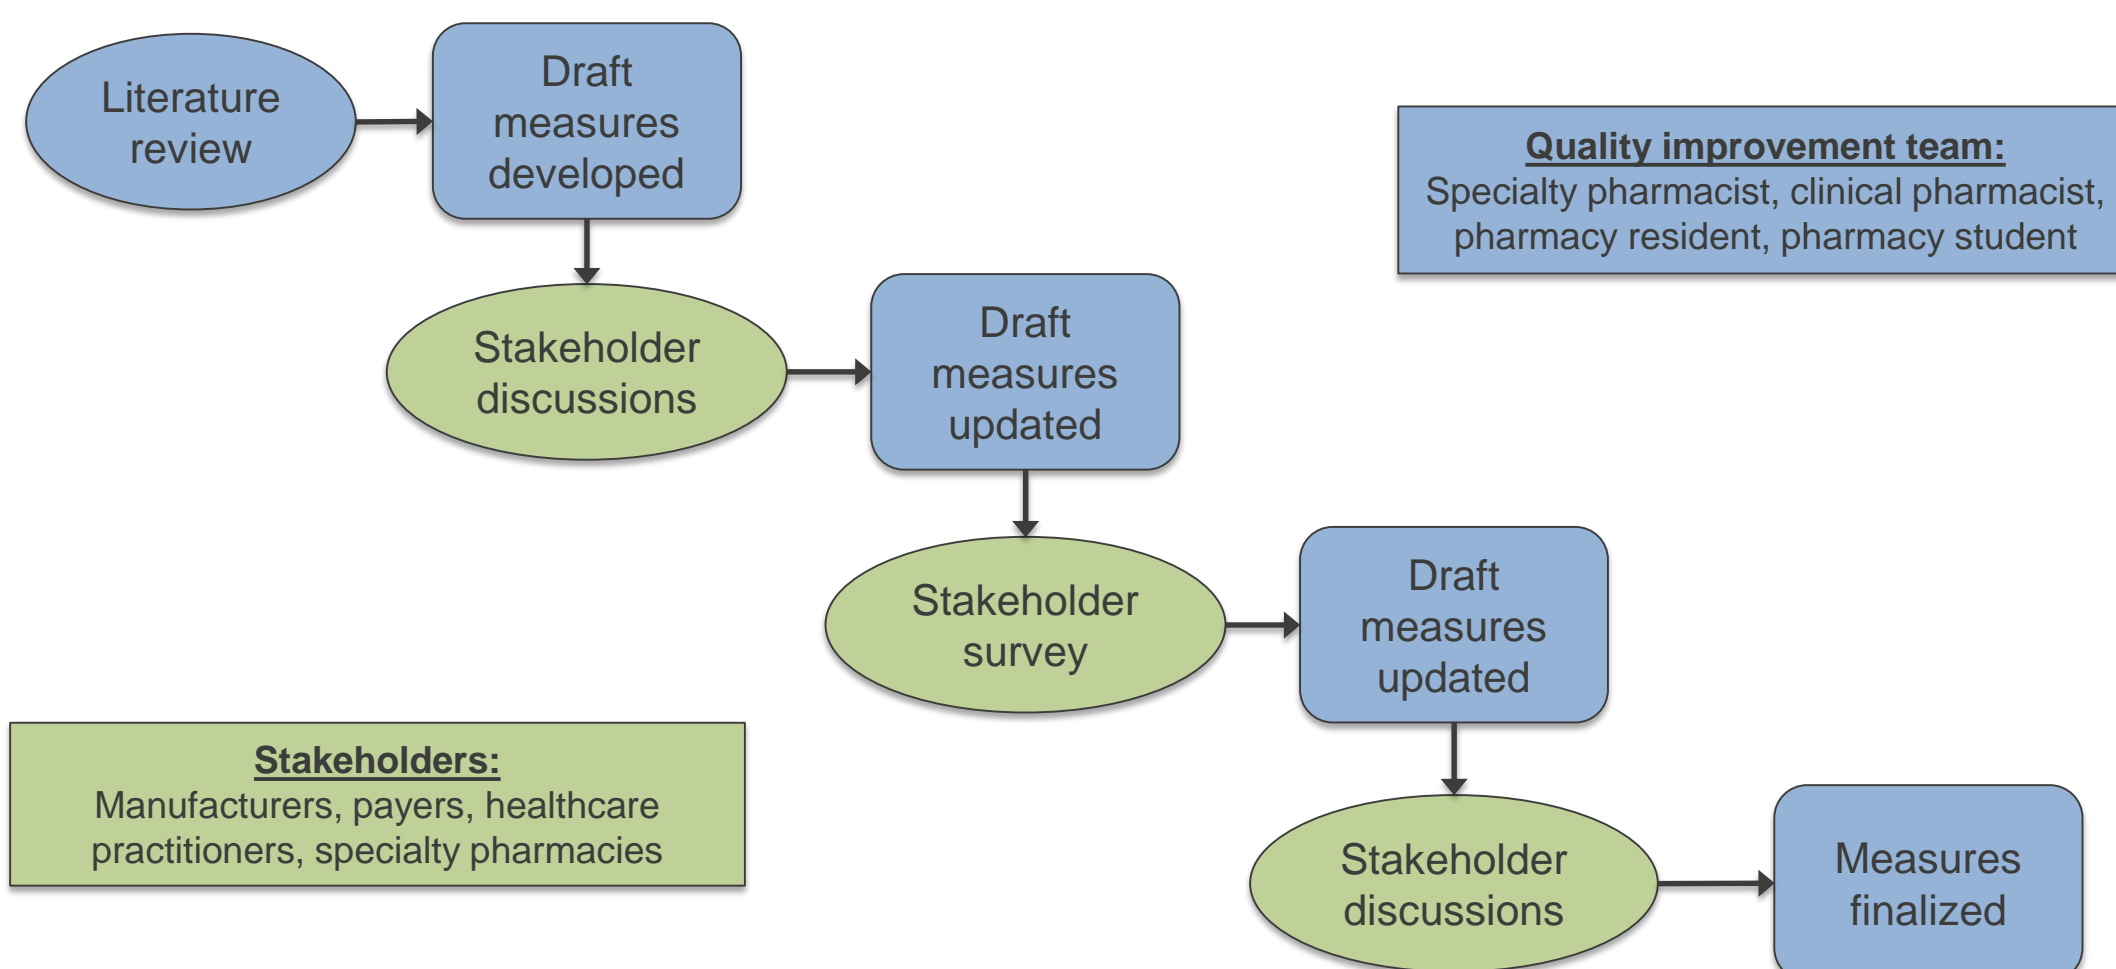 Literature
review
Draft
measures
developed
Quality improvement team:
Specialty pharmacist, clinical pharmacist,
pharmacy resident, pharmacy student
Stakeholder
discussions
Draft
measures
updated
Stakeholder
survey
Draft
measures
updated
Stakeholders:
Manufacturers, payers, healthcare
practitioners, specialty pharmacies
Stakeholder
discussions
Measures
finalized